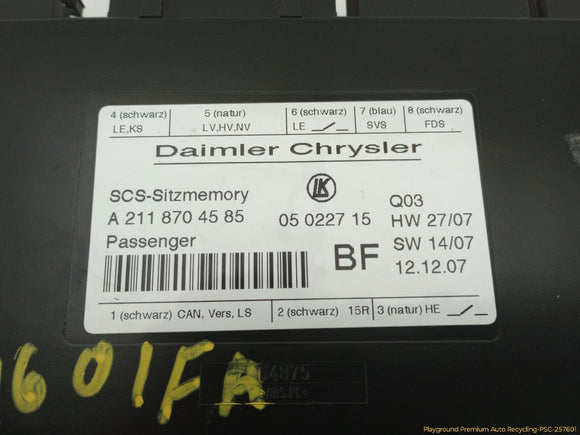 4 (schwarz) 5 (natur) 6 (schwarz) 7 (blau) 8 (schwarz)
LE,KS LV,HV,NV LE SVS FDS
Daimler Chrysler
SCS-Sitzmemory LK Q03
A 211 870 45 85 05 0227 15 HW 27/07
Passenger BF SW 14/07
12.12.07
1 (schwarz) CAN, Vers, LS 2 (schwarz) 15R 3 (natur) HE
601FA
C4875
Playground Premium Auto Recycling-PSC-257601